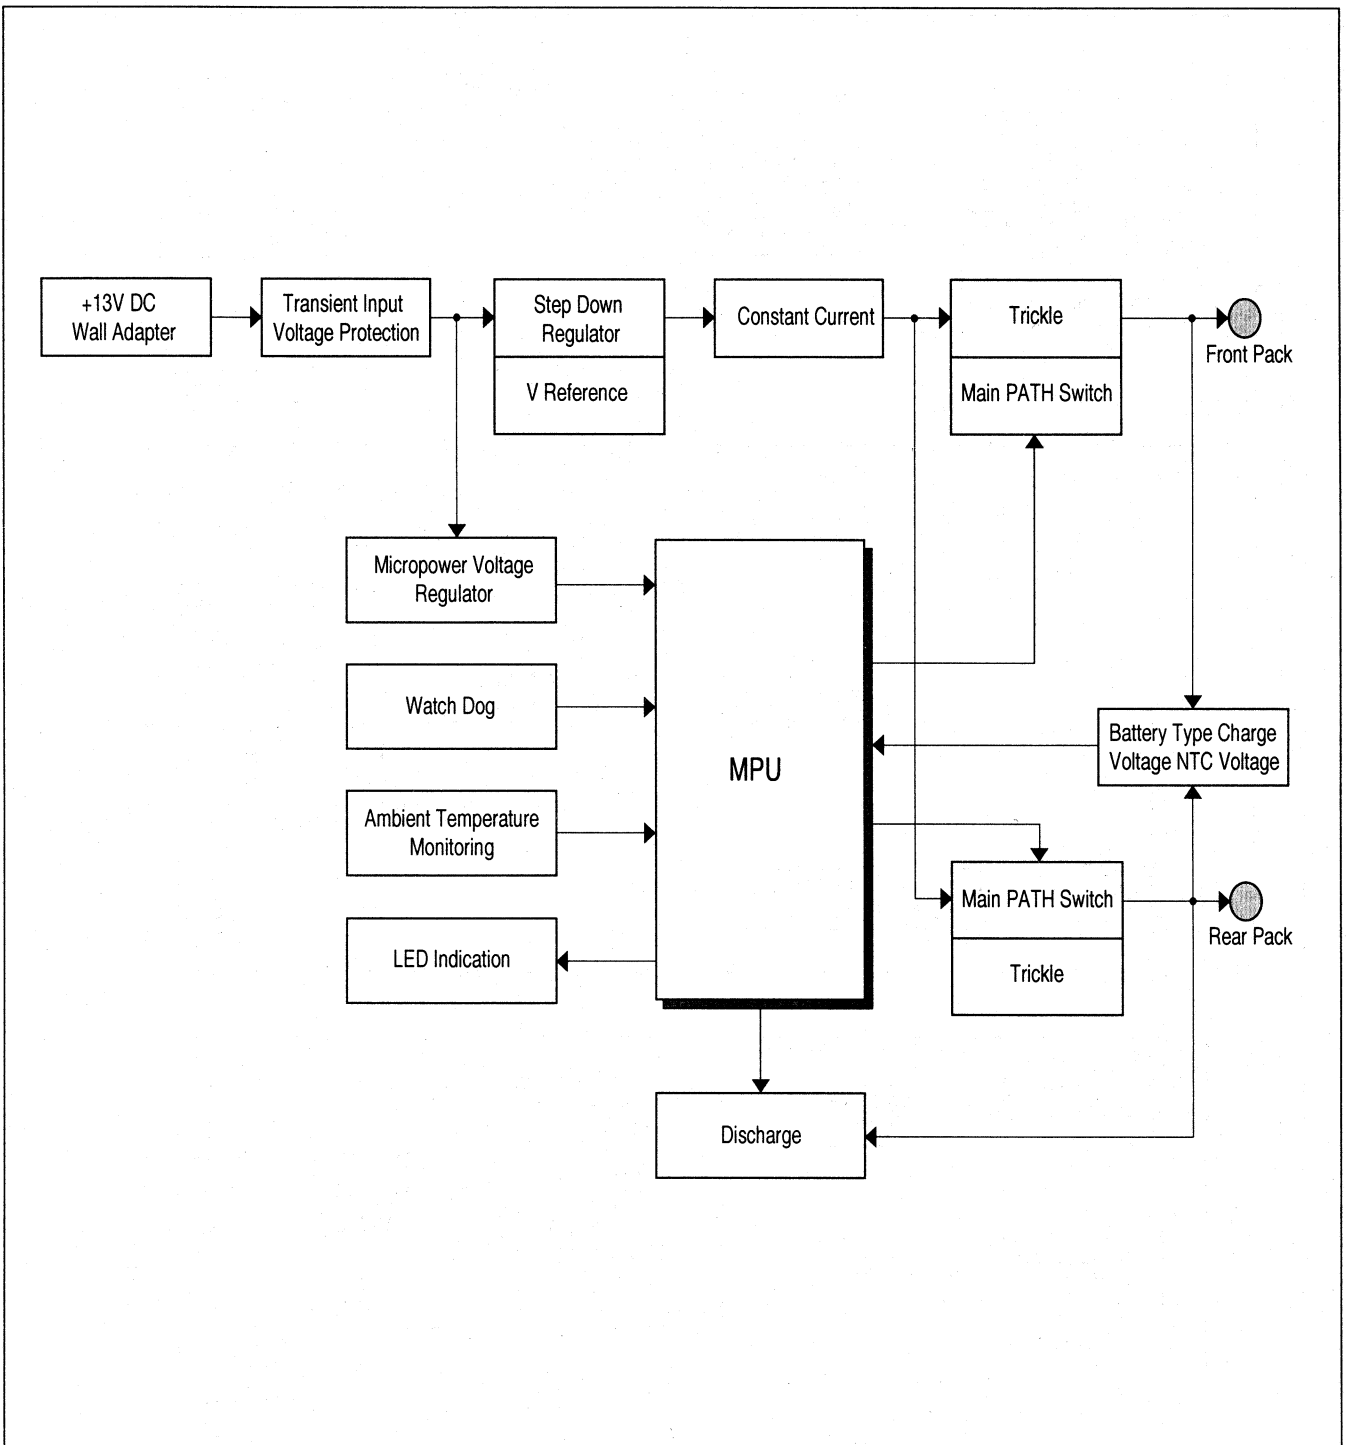 +13V DC
Wall Adapter
Transient Input
Voltage Protection
Step Down
Regulator
V Reference
Constant Current
Trickle
Main PATH Switch
Front Pack
Micropower Voltage
Regulator
Watch Dog
Ambient Temperature
Monitoring
LED Indication
MPU
Battery Type Charge
Voltage NTC Voltage
Main PATH Switch
Trickle
Rear Pack
Discharge